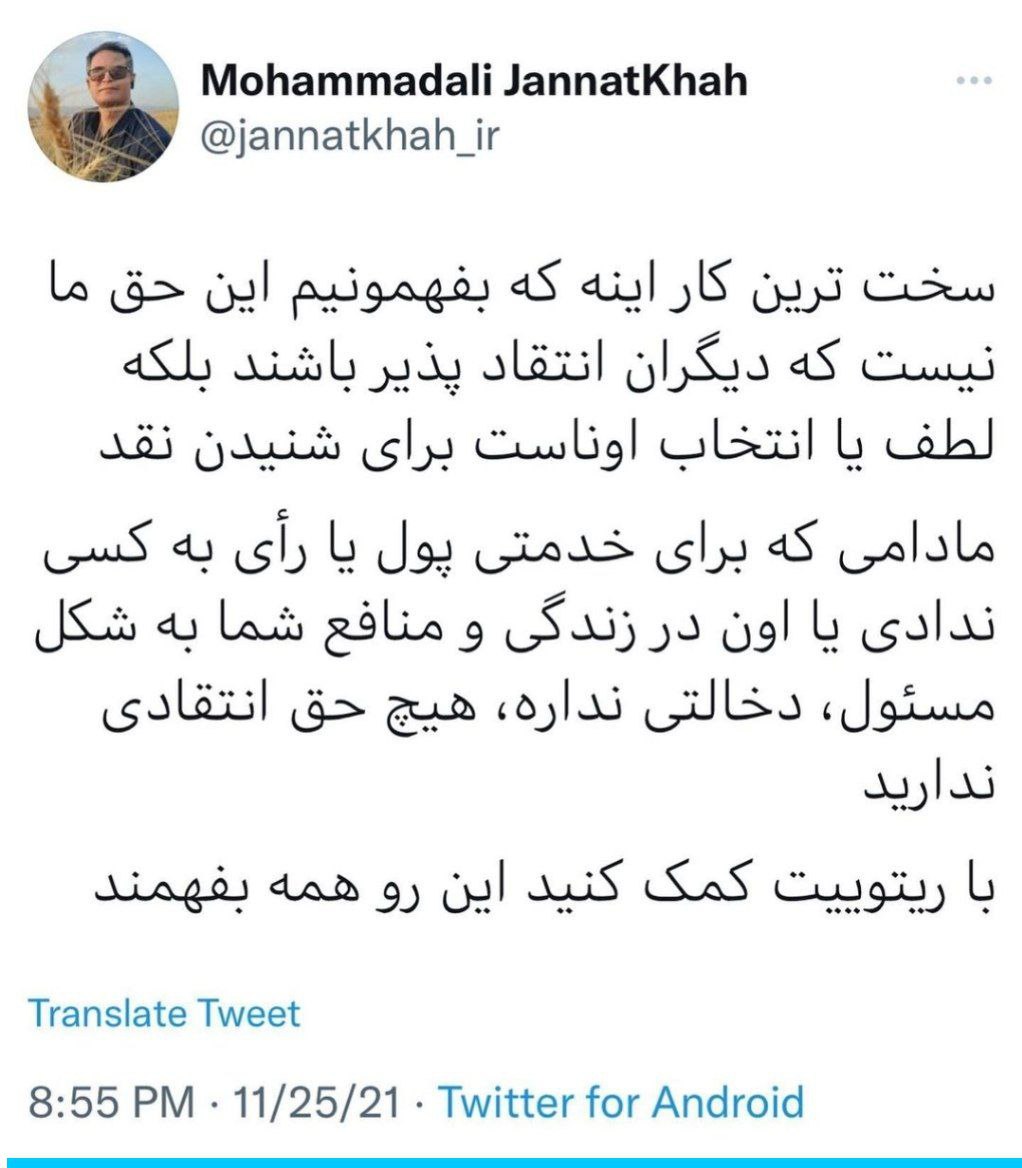 Mohammadali JannatKhah
@jannatkhah_ir
سخت ترین کار اینه که بفهمونیم این حق ما
نیست که دیگران انتقاد پذیر باشند بلکه
لطف یا انتخاب اوناست برای شنیدن نقد
مادامی که برای خدمتی پول یا رأی به کسی
ندادی یا اون در زندگی و منافع شما به شکل
مسئول، دخالتی نداره، هیچ حق انتقادی
ندارید
با ریتوییت کمک کنید این رو همه بفهمند
Translate Tweet
8:55 PM · 11/25/21 · Twitter for Android